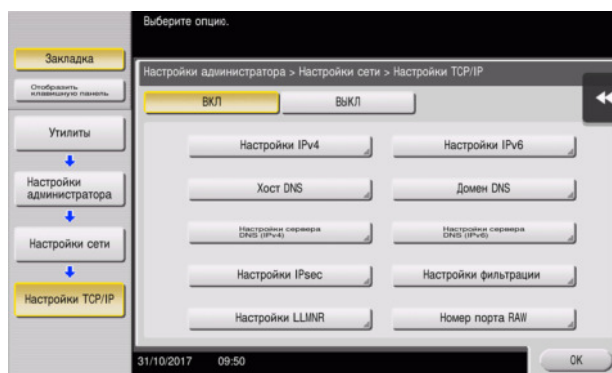 Выберите опцию.
Закладка
Отобразить
клавишную панель
Утилиты
Настройки
администратора
Настройки сети
Настройки TCP/IP
Настройки администратора > Настройки сети > Настройки TCP/IP
ВКЛ
ВЫКЛ
Настройки IPv4
Настройки IPv6
Хост DNS
Домен DNS
Настройки сервера
DNS (IPv4)
Настройки сервера
DNS (IPv6)
Настройки IPsec
Настройки фильтрации
Настройки LLMNR
Номер порта RAW
31/10/2017 09:50
OK